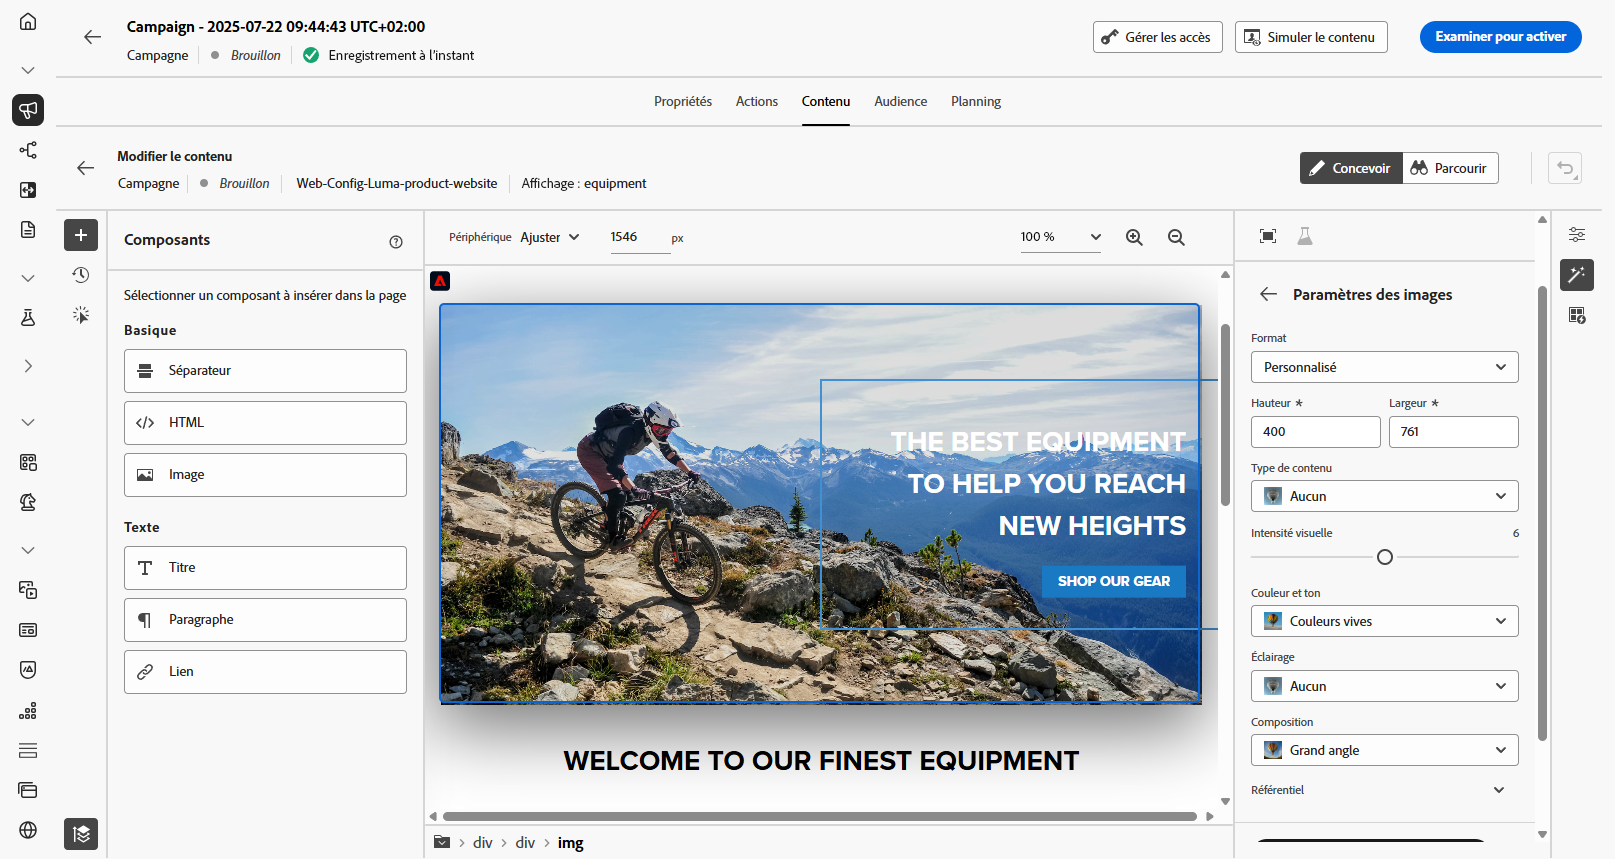 Campaign - 2025-07-22 09:44:43 UTC+02:00
Campagne
Brouillon
Enregistrement à l'instant
Gérer les accès
Simuler le contenu
Examiner pour activer
Propriétés
Actions
Contenu
Audience
Planning
Modifier le contenu
Campagne
Brouillon
Web-Config-Luma-product-website
Affichage : equipment
Concevoir
Parcourir
Composants
Sélectionner un composant à insérer dans la page
Basique
Séparateur
HTML
Image
Texte
Titre
Paragraphe
Lien
Périphérique
Ajuster
1546
px
100 %
THE BEST EQUIPMENT
TO HELP YOU REACH
NEW HEIGHTS
SHOP OUR GEAR
WELCOME TO OUR FINEST EQUIPMENT
div
div
img
Paramètres des images
Format
Personnalisé
Hauteur *
Largeur *
400
761
Type de contenu
Aucun
Intensité visuelle
6
Couleur et ton
Couleurs vives
Éclairage
Aucun
Composition
Grand angle
Référentiel